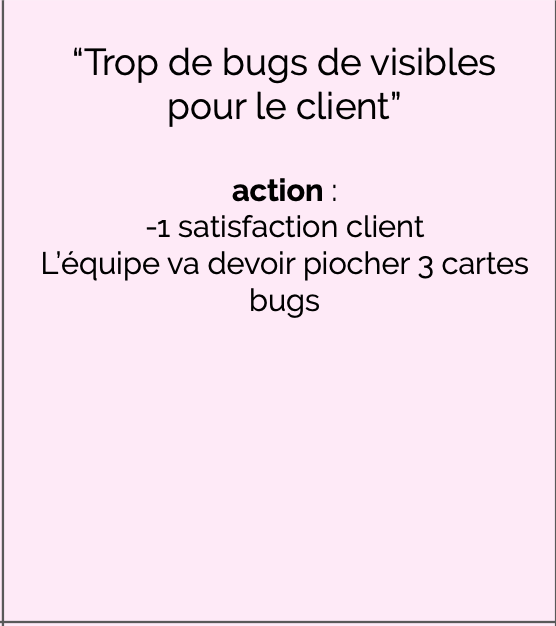 “Trop de bugs de visibles
pour le client”
action :
-1 satisfaction client
L’équipe va devoir piocher 3 cartes
bugs